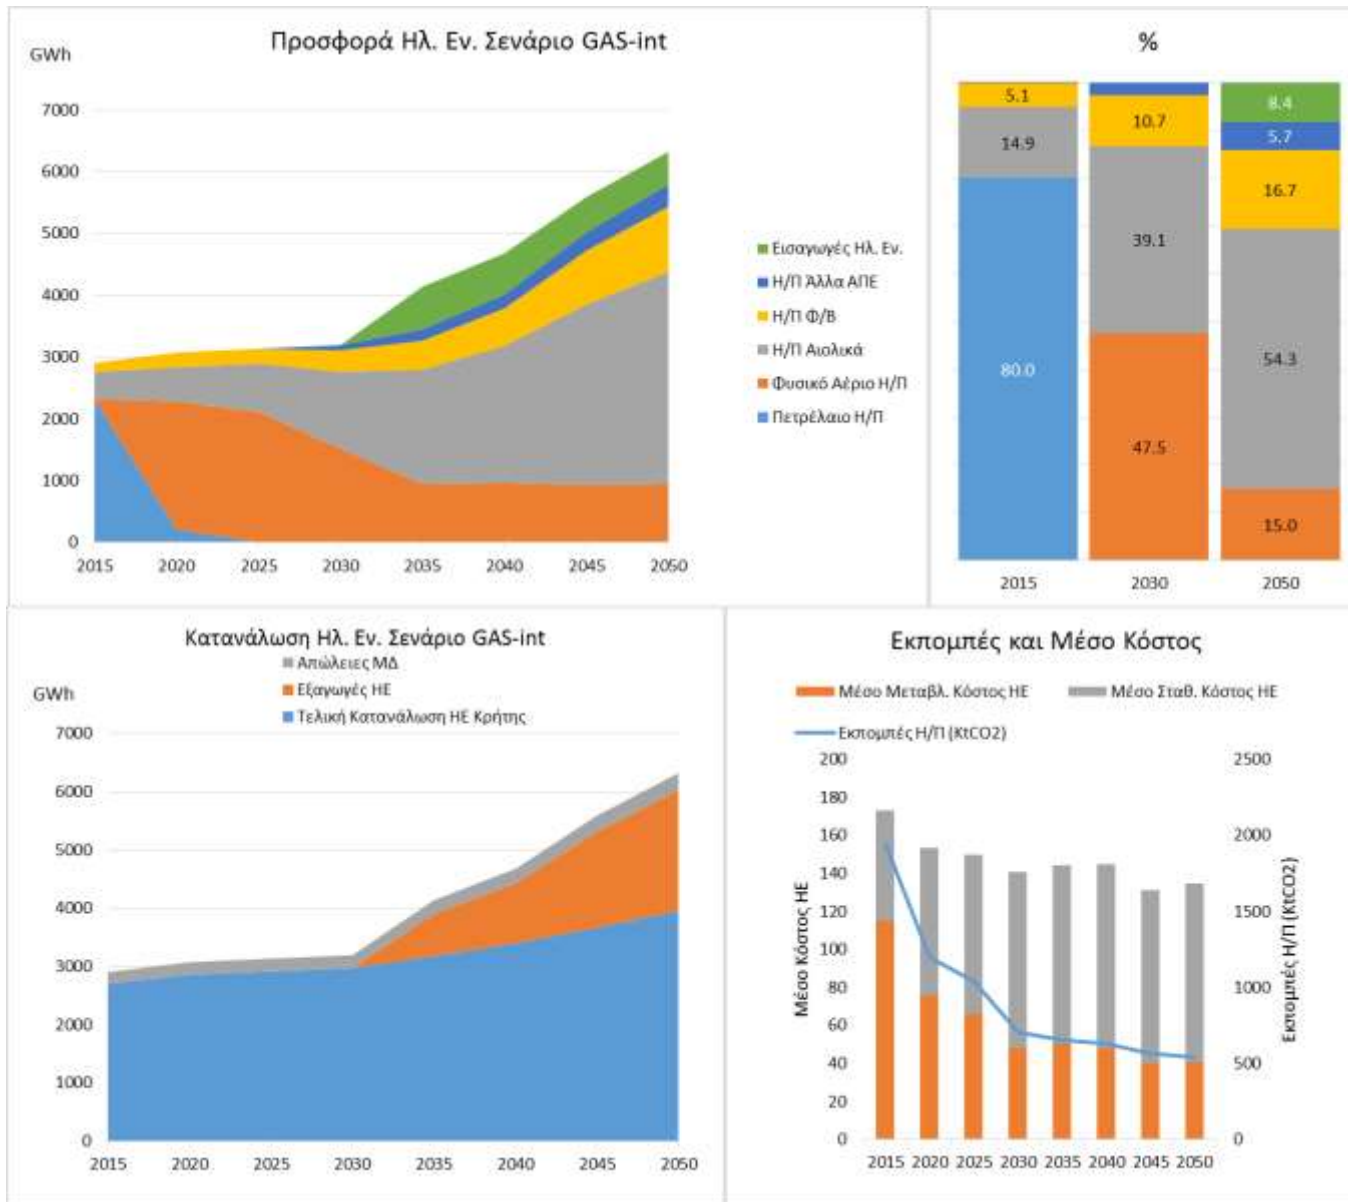 Προσφορά Ηλ. Εν. Σενάριο GAS-int
GWh
7000
6000
5000
4000
3000
2000
1000
0
2015 2020 2025 2030 2035 2040 2045 2050
Εισαγωγές Ηλ. Εν.
Η/Π Άλλα ΑΠΕ
Η/Π Φ/Β
Η/Π Αιολικά
Φυσικό Αέριο Η/Π
Πετρέλαιο Η/Π
%
5.1
14.9
80.0
10.7
39.1
47.5
8.4
5.7
16.7
54.3
15.0
2015 2030 2050
Κατανάλωση Ηλ. Εν. Σενάριο GAS-int
Απώλειες ΜΔ
Εξαγωγές ΗΕ
Τελική Κατανάλωση ΗΕ Κρήτης
GWh
7000
6000
5000
4000
3000
2000
1000
0
2015 2020 2025 2030 2035 2040 2045 2050
Εκπομπές και Μέσο Κόστος
Μέσο Μεταβλ. Κόστος ΗΕ Μέσο Σταθ. Κόστος ΗΕ
Εκπομπές Η/Π (KtCO2)
200
180
160
140
120
100
80
60
40
20
0
Μέσο Κόστος ΗΕ
2500
2000
1500
1000
500
0
Εκπομπές Η/Π (KtCO2)
2015 2020 2025 2030 2035 2040 2045 2050